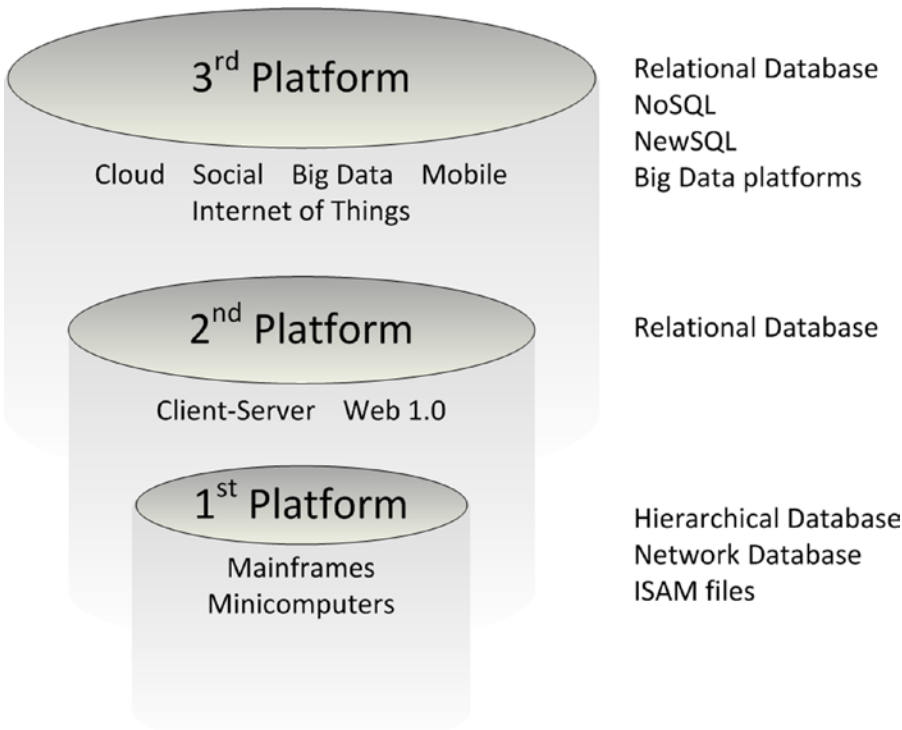 3rd Platform
Cloud Social Big Data Mobile
Internet of Things
Relational Database
NoSQL
NewSQL
Big Data platforms
2nd Platform
Client-Server Web 1.0
Relational Database
1st Platform
Mainframes
Minicomputers
Hierarchical Database
Network Database
ISAM files